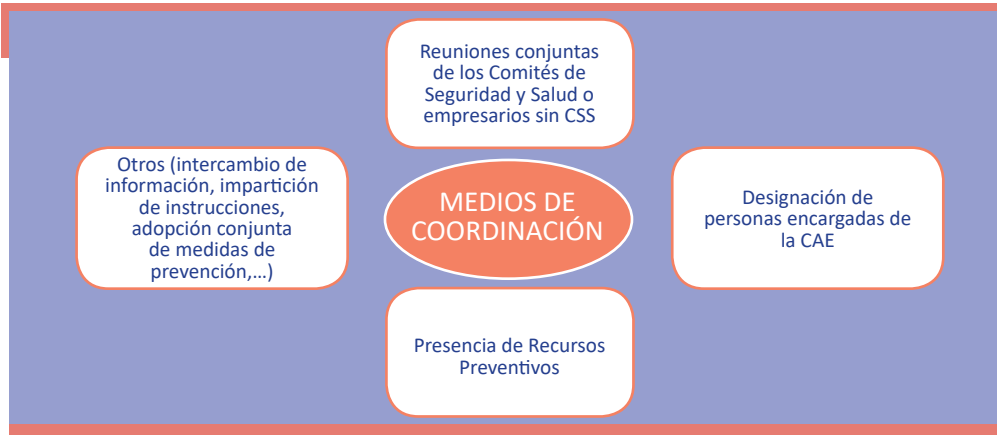 Reuniones conjuntas
de los Comités de
Seguridad y Salud o
empresarios sin CSS
Otros (intercambio de
información, impartición
de instrucciones,
adopción conjunta
de medidas de
prevención,...)
MEDIOS DE
COORDINACIÓN
Designación de
personas encargadas de
la CAE
Presencia de Recursos
Preventivos